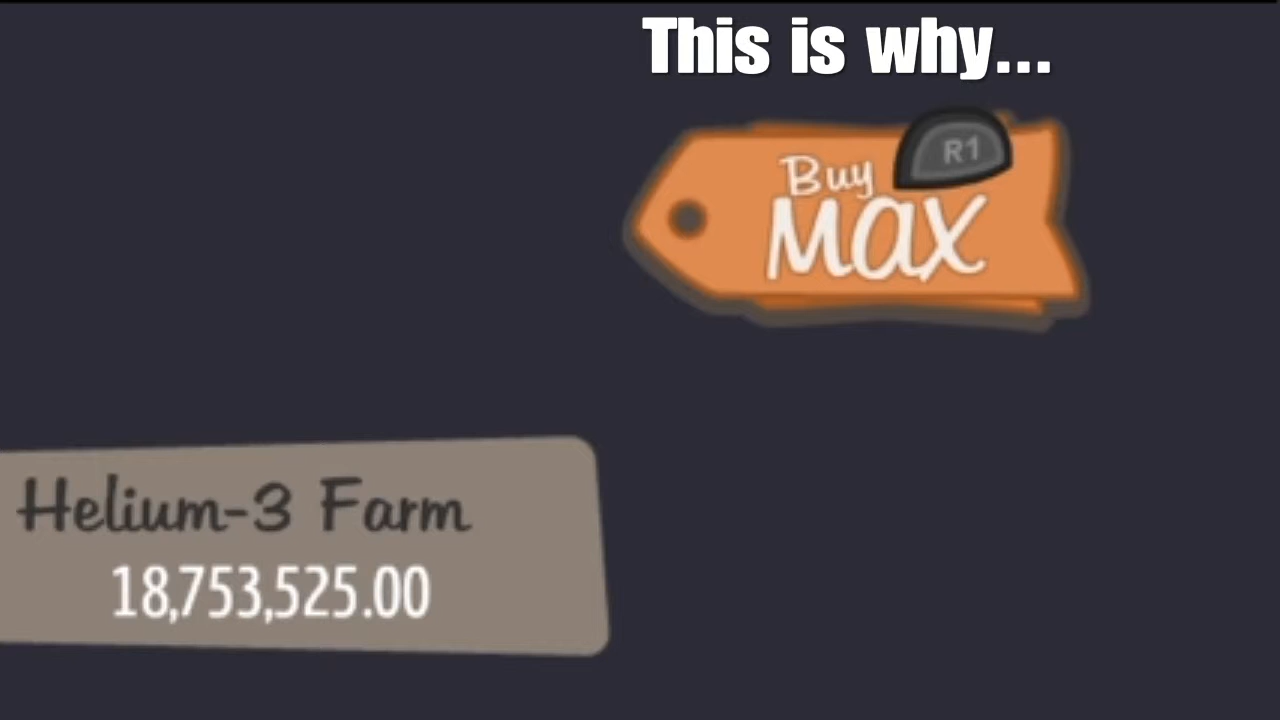 This is why...
R1
Buy
Max
Helium-3 Farm
18,753,525.00